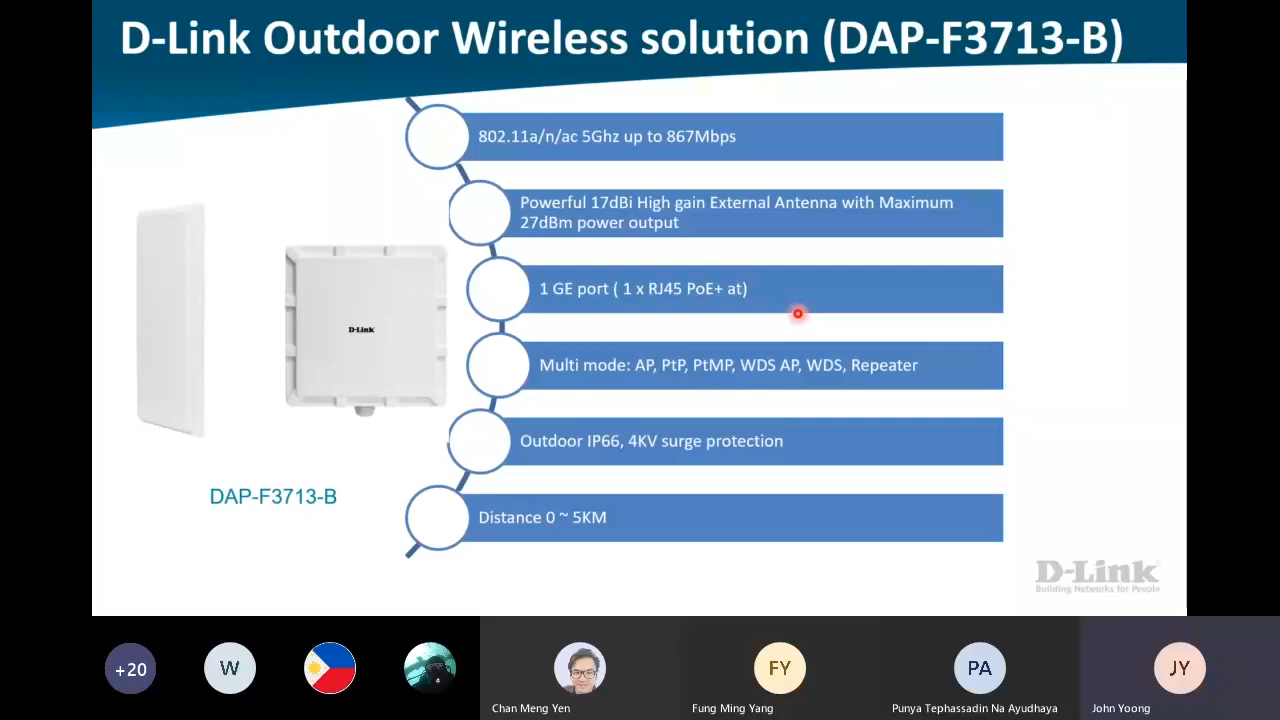 D-Link Outdoor Wireless solution (DAP-F3713-B)
802.11a/n/ac 5Ghz up to 867Mbps
Powerful 17dBi High gain External Antenna with Maximum
27dBm power output
1 GE port ( 1 x RJ45 PoE+ at)
D-Link
Multi mode: AP, PtP, PtMP, WDS AP, WDS, Repeater
Outdoor IP66, 4KV surge protection
DAP-F3713-B
Distance 0 ~ 5KM
D-Link
Building Networks for People
+20
W
FY
PA
JY
Chan Meng Yen
Fung Ming Yang
Punya Tephassadin Na Ayudhaya
John Yoong